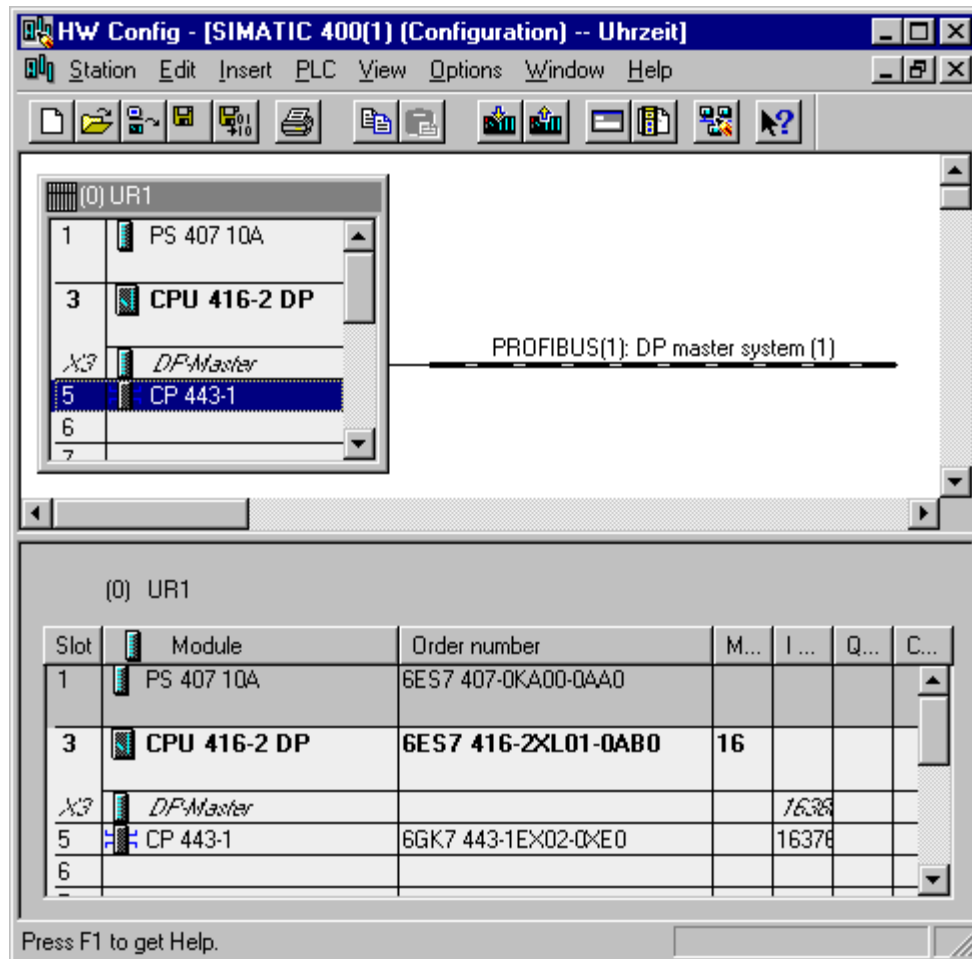 HW Config - [SIMATIC 400(1) (Configuration) -- Uhrzeit]
Station Edit Insert PLC View Options Window Help
(0) UR1
1 PS 407 10A
3 CPU 416-2 DP
X3 DP-Master
5 CP 443-1
6
7
PROFIBUS(1): DP master system (1)
(0) UR1
Slot Module Order number M... I ... Q... C...
1 PS 407 10A 6ES7 407-0KA00-0AA0
3 CPU 416-2 DP 6ES7 416-2XL01-0AB0 16
X3 DP-Master
5 CP 443-1 6GK7 443-1EX02-0XE0 16376
6
Press F1 to get Help.